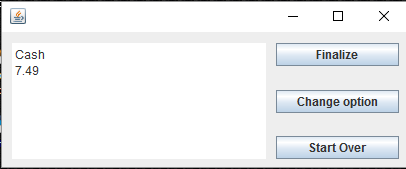 Cash
7.49
Finalize
Change option
Start Over